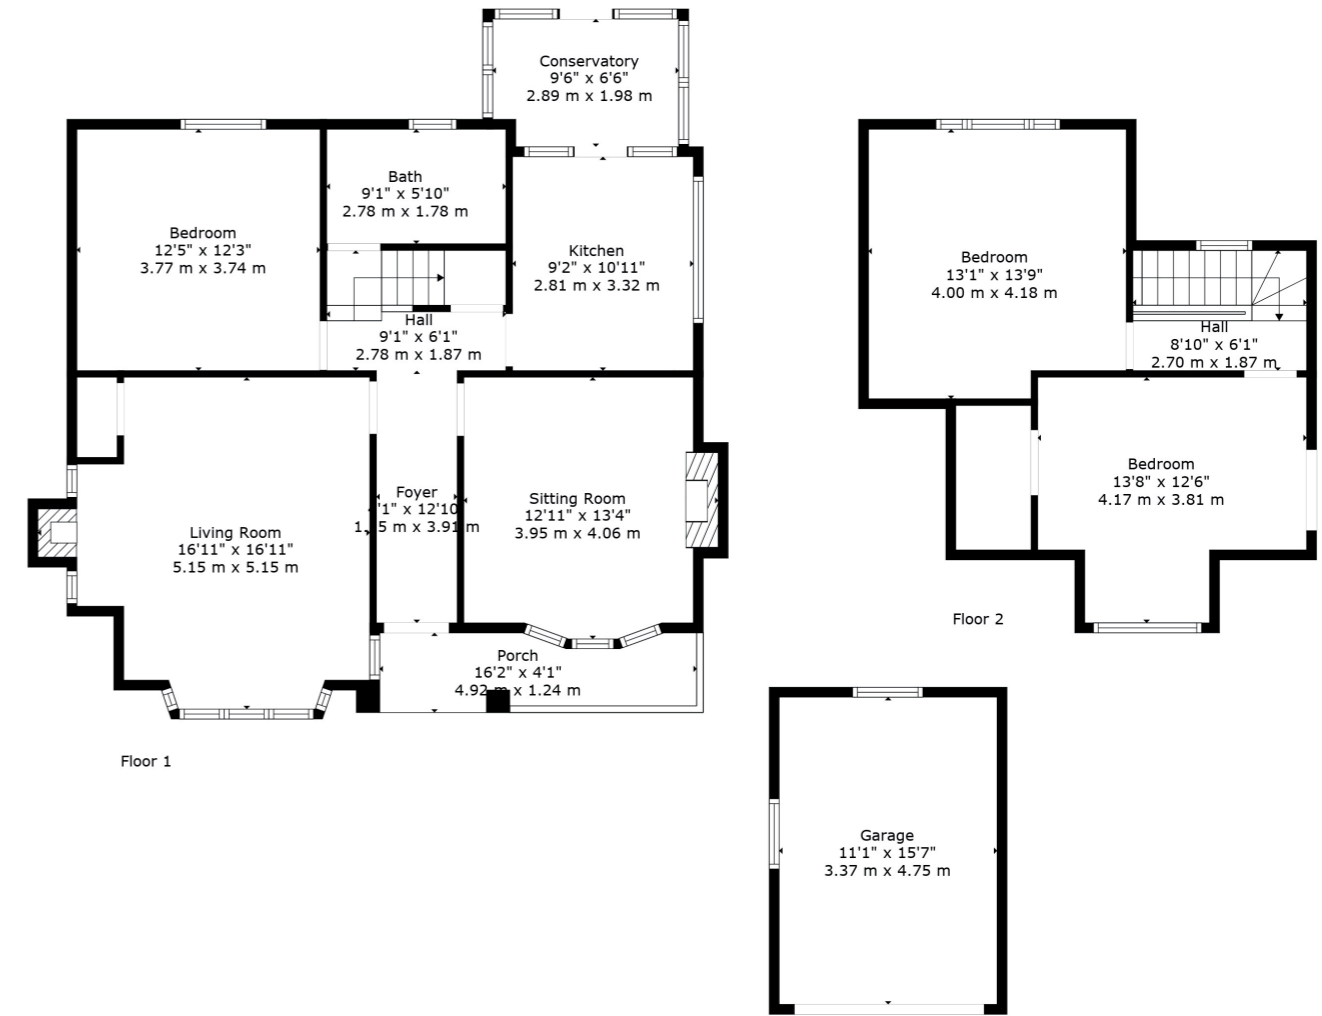 Conservatory
9'6" x 6'6"
2.89 m x 1.98 m
Bath
9'1" x 5'10"
2.78 m x 1.78 m
Bedroom
12'5" x 12'3"
3.77 m x 3.74 m
Kitchen
9'2" x 10'11"
2.81 m x 3.32 m
Hall
9'1" x 6'1"
2.78 m x 1.87 m
Foyer
'1" x 12'10
m x 3.91 m
Living Room
16'11" x 16'11"
5.15 m x 5.15 m
Sitting Room
12'11" x 13'4"
3.95 m x 4.06 m
Porch
16'2" x 4'1"
4.92 m x 1.24 m
Floor 1
Bedroom
13'1" x 13'9"
4.00 m x 4.18 m
Hall
8'10" x 6'1"
2.70 m x 1.87 m
Bedroom
13'8" x 12'6"
4.17 m x 3.81 m
Floor 2
Garage
11'1" x 15'7"
3.37 m x 4.75 m